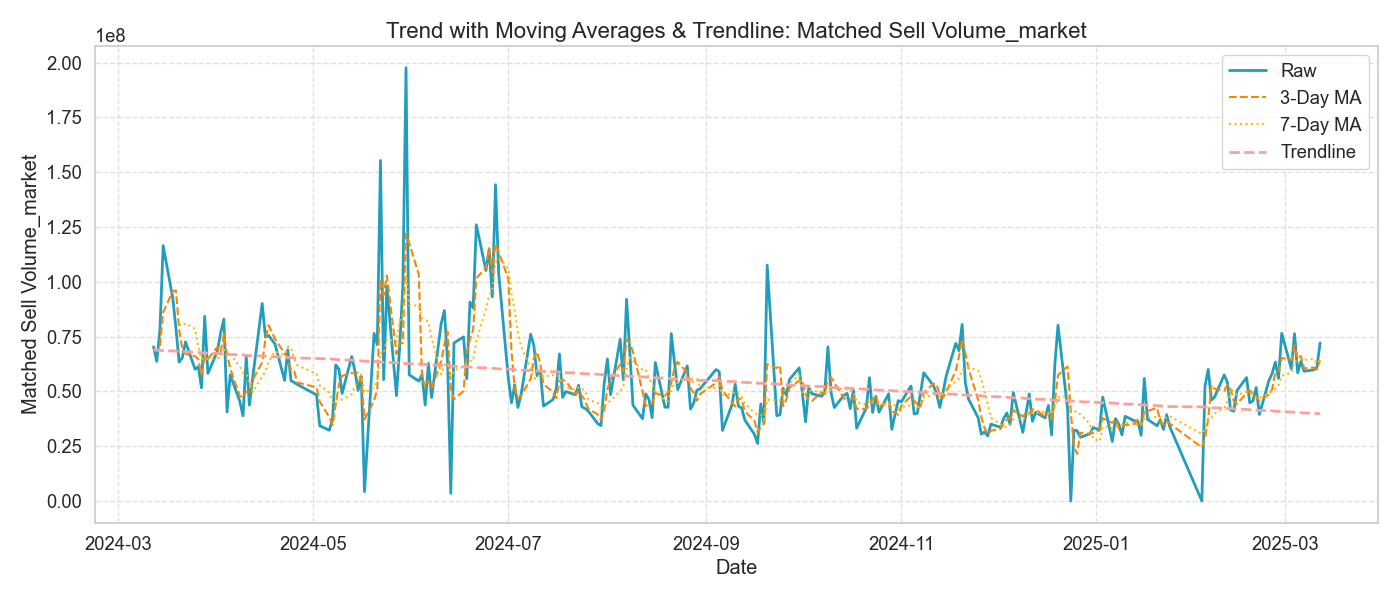 Trend with Moving Averages & Trendline: Matched Sell Volume_market
1e8
2.00
1.75
1.50
1.25
1.00
0.75
0.50
0.25
0.00
Matched Sell Volume_market
Raw
3-Day MA
7-Day MA
Trendline
2024-03
2024-05
2024-07
2024-09
2024-11
2025-01
2025-03
Date